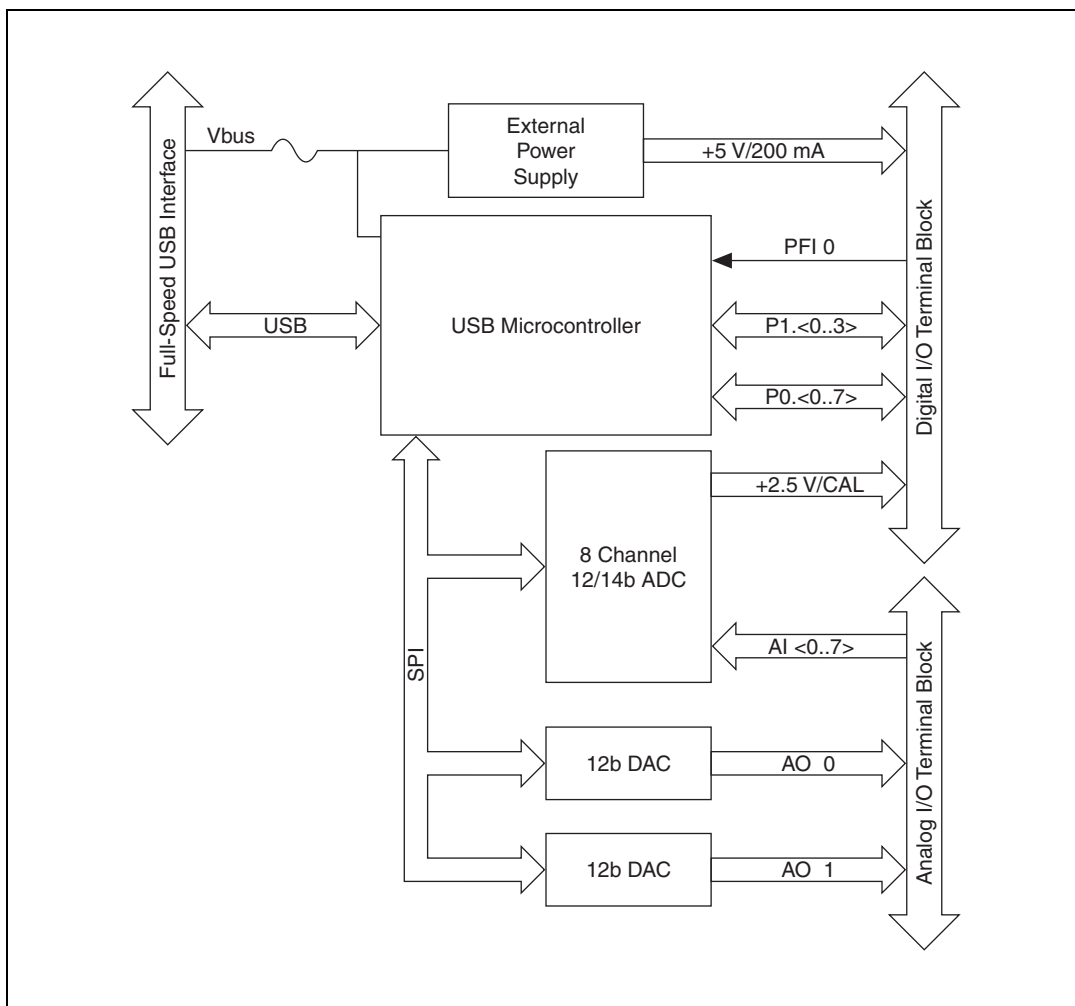 Vbus
External
Power
Supply
+5 V/200 mA
Full-Speed USB Interface
USB
USB Microcontroller
PFI 0
P1.<0..3>
P0.<0..7>
Digital I/O Terminal Block
+2.5 V/CAL
8 Channel
12/14b ADC
AI <0..7>
SPI
12b DAC
AO 0
12b DAC
AO 1
Analog I/O Terminal Block